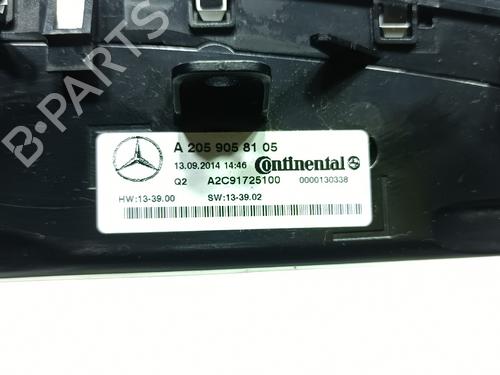 A 205 905 81 05
13.09.2014 14:46 Continental
Q2 A2C91725100 0000130338
HW:13-39.00 SW:13-39.02
B-PARTS